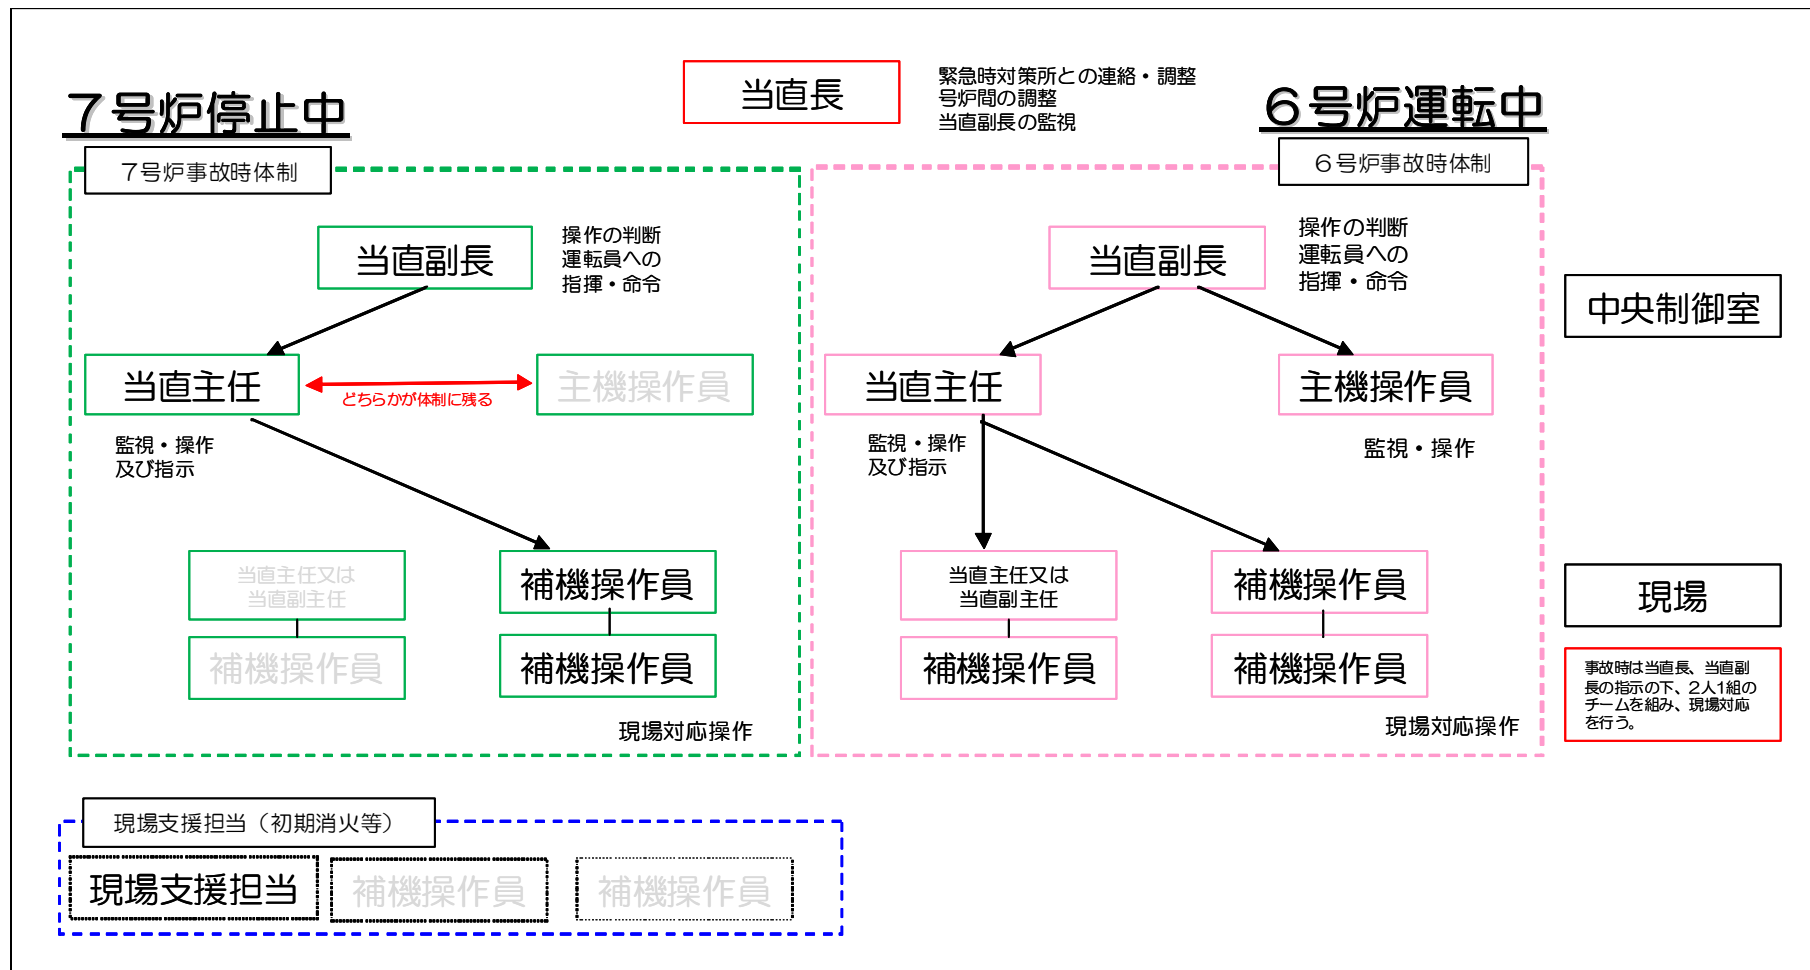 当直長
緊急時対策所との連絡・調整
号炉間の調整
当直副長の監視
７号炉停止中
６号炉運転中
７号炉事故時体制
当直副長
操作の判断
運転員への
指揮・命令
当直主任
どちらかが体制に残る
主機操作員
監視・操作
及び指示
当直主任又は
当直副主任
補機操作員
補機操作員
補機操作員
現場対応操作
６号炉事故時体制
当直副長
操作の判断
運転員への
指揮・命令
当直主任
主機操作員
監視・操作
及び指示
監視・操作
当直主任又は
当直副主任
補機操作員
補機操作員
補機操作員
現場対応操作
中央制御室
現場
事故時は当直長、当直副
長の指示の下、２人１組の
チームを組み、現場対応
を行う。
現場支援担当（初期消火等）
現場支援担当
補機操作員
補機操作員